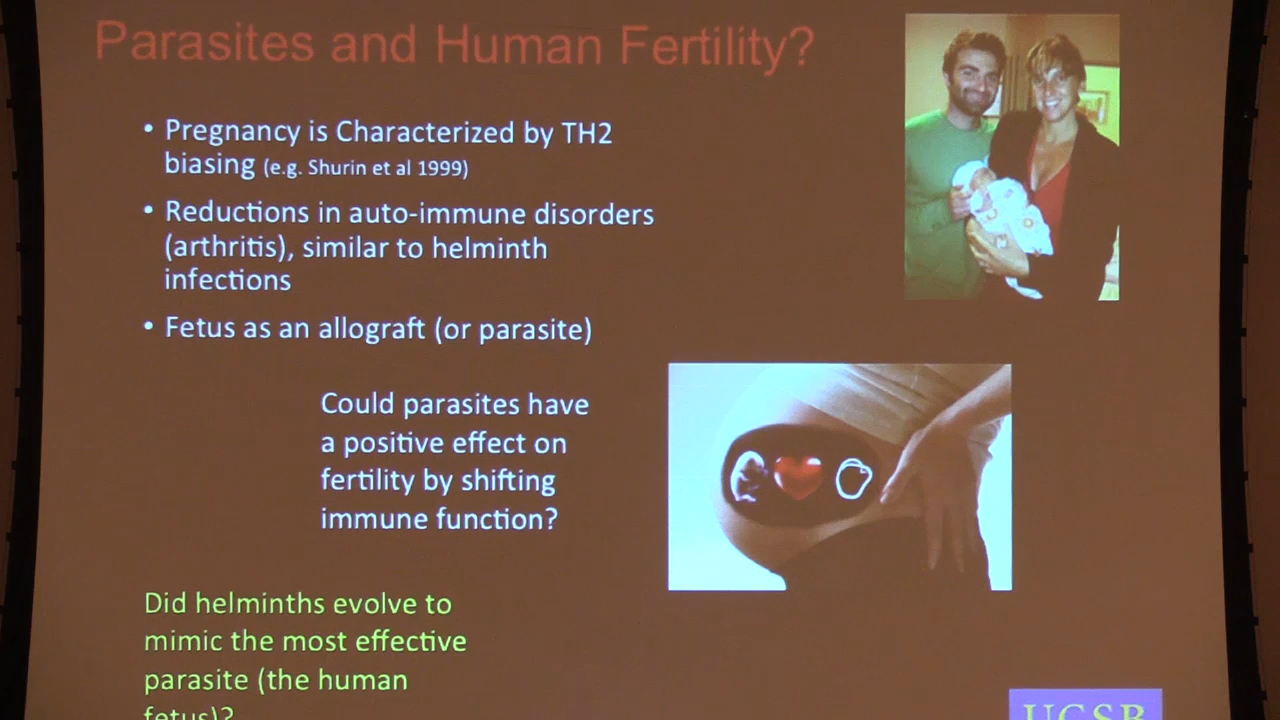 Parasites and Human Fertility?
• Pregnancy is Characterized by TH2
biasing (e.g. Shurin et al 1999)
• Reductions in auto-immune disorders
(arthritis), similar to helminth
infections
• Fetus as an allograft (or parasite)
Could parasites have
a positive effect on
fertility by shifting
immune function?
Did helminths evolve to
mimic the most effective
parasite (the human
fetus)?
UCSB